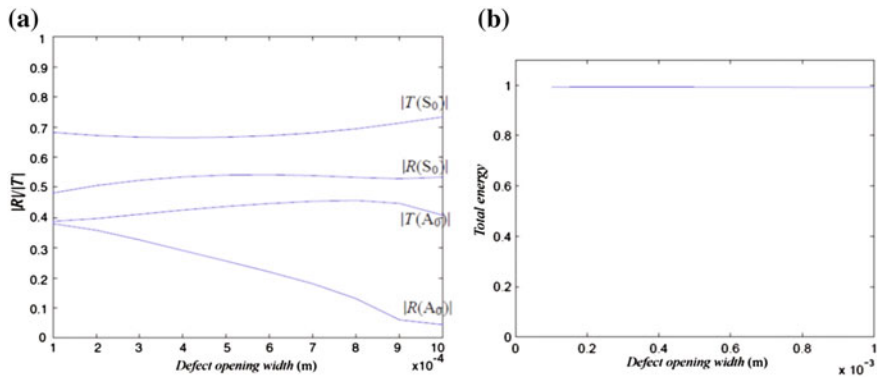 (a)
1
0.9
0.8
0.7
0.6
0.5
0.4
0.3
0.2
0.1
0
|R|/|T|
|T(S₀)|
|R(S₀)|
|T(A₀)|
|R(A₀)|
1 2 3 4 5 6 7 8 9 10
Defect opening width (m)
× 10⁻⁴
(b)
1
0.8
0.6
0.4
0.2
0
Total energy
0 0.2 0.4 0.6 0.8 1
Defect opening width (m)
× 10⁻³